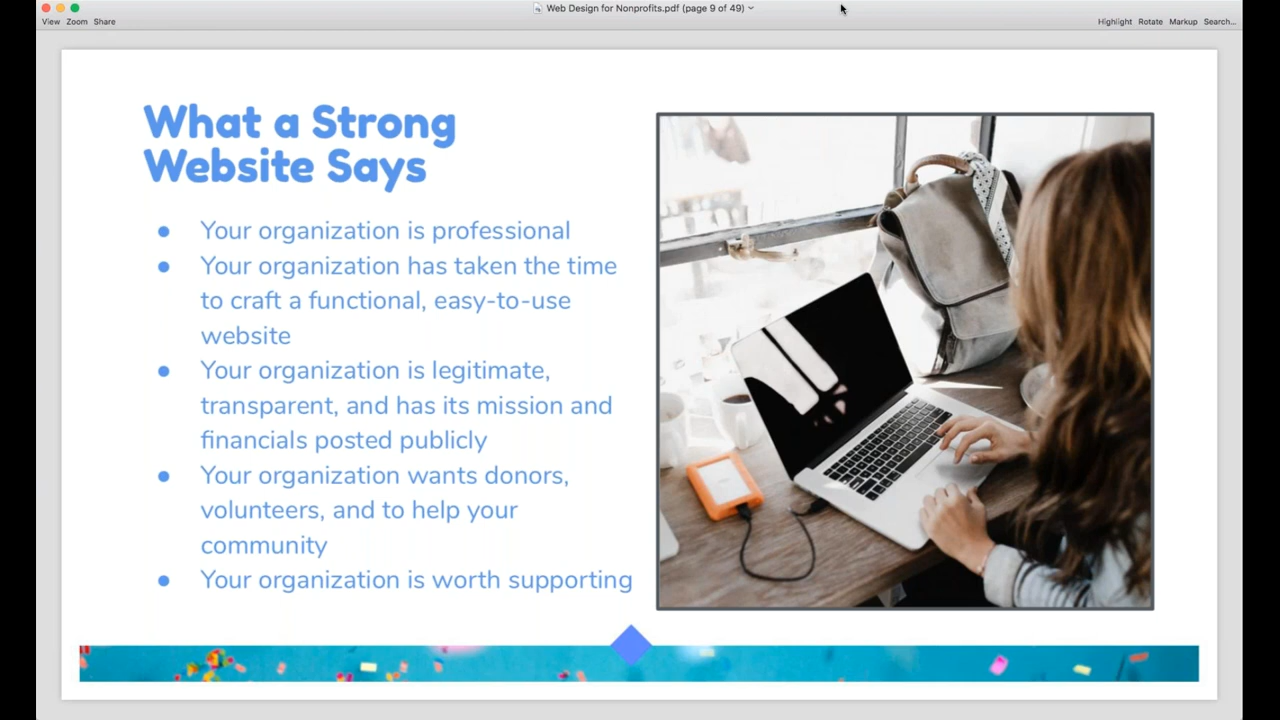 Web Design for Nonprofits.pdf (page 9 of 49)
View Zoom Share
Highlight Rotate Markup Search...
What a Strong
Website Says
● Your organization is professional
● Your organization has taken the time
to craft a functional, easy-to-use
website
● Your organization is legitimate,
transparent, and has its mission and
financials posted publicly
● Your organization wants donors,
volunteers, and to help your
community
● Your organization is worth supporting